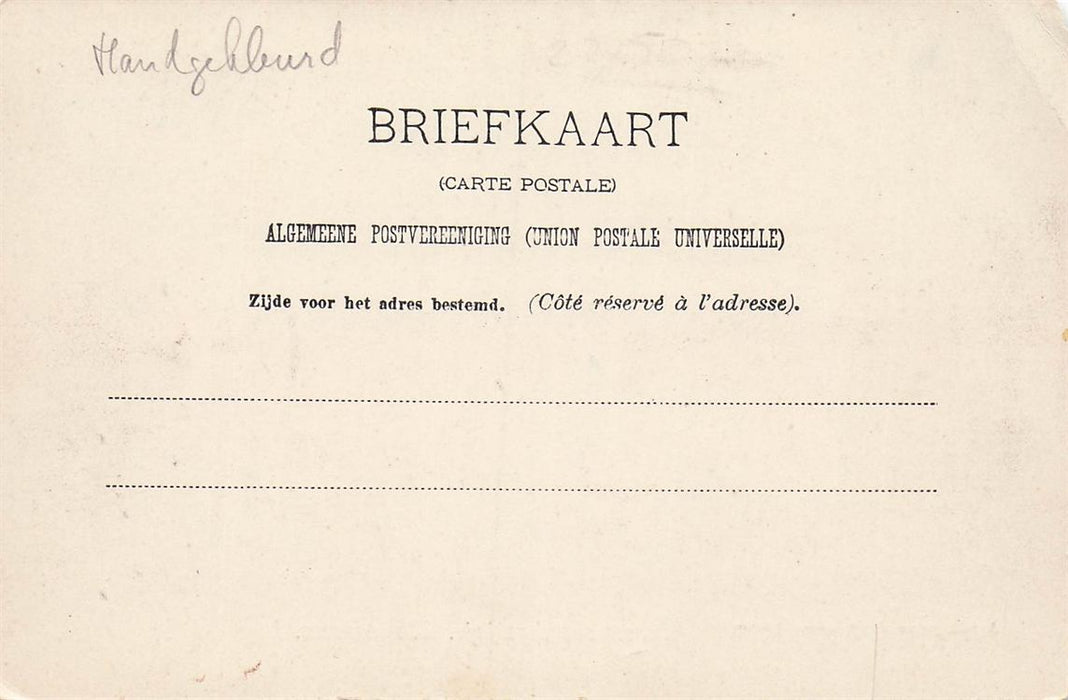 Handgekleurd
BRIEFKAART
(CARTE POSTALE)
ALGEMEENE POSTVEREENIGING (UNION POSTALE UNIVERSELLE)
Zijde voor het adres bestemd. (Côté réservé à l'adresse).